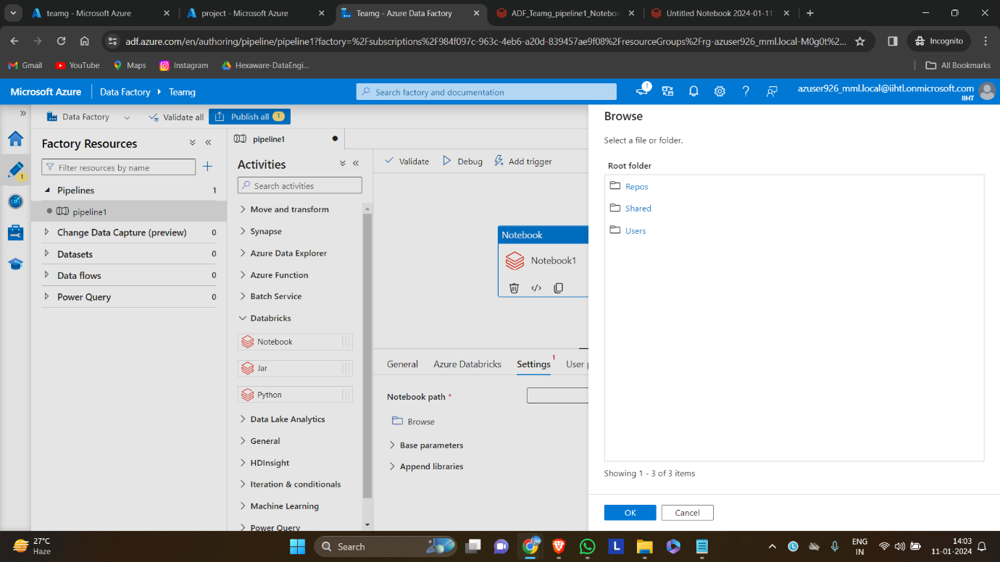 teamg - Microsoft Azure
project - Microsoft Azure
Teamg - Azure Data Factory
ADF_Teamg_pipeline1_Noteboo
Untitled Notebook 2024-01-11
adf.azure.com/en/authoring/pipeline/pipeline1?factory=%2Fsubscriptions%2F984f097c-963c-4eb6-a20d-839457ae9f08%2FresourceGroups%2Frg-azuser926_mml.local-M0g0t%2...
Incognito
Gmail
YouTube
Maps
Instagram
Hexaware-DataEngi...
All Bookmarks
Microsoft Azure
Data Factory
Teamg
Search factory and documentation
1
azuser926_mml.local@iihtl.onmicrosoft.com
IIHT
Data Factory
Validate all
Publish all
1
Factory Resources
Filter resources by name
1
Pipelines
1
pipeline1
Change Data Capture (preview)
0
Datasets
0
Data flows
0
Power Query
0
pipeline1
Activities
Search activities
Move and transform
Synapse
Azure Data Explorer
Azure Function
Batch Service
Databricks
Notebook
Jar
Python
Data Lake Analytics
General
HDInsight
Iteration & conditionals
Machine Learning
Power Query
Validate
Debug
Add trigger
Notebook
Notebook1
General
Azure Databricks
Settings
1
User p
Notebook path *
Browse
Base parameters
Append libraries
Browse
Select a file or folder.
Root folder
Repos
Shared
Users
Showing 1 - 3 of 3 items
OK
Cancel
27°C
Haze
Search
L
ENG
IN
14:03
11-01-2024